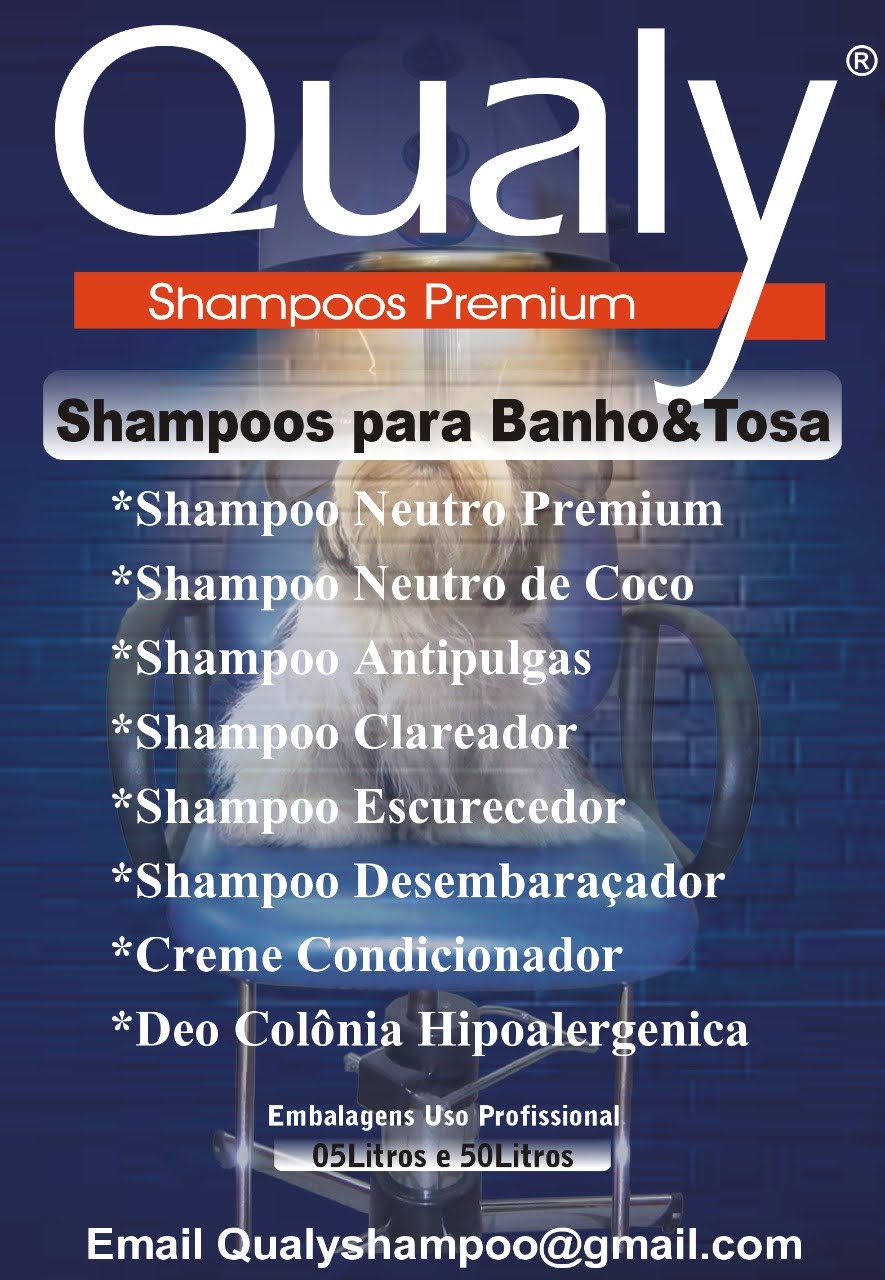 Qualy®
Shampoos Premium
Shampoos para Banho&Tosa
*Shampoo Neutro Premium
*Shampoo Neutro de Coco
*Shampoo Antipulgas
*Shampoo Clareador
*Shampoo Escurecedor
*Shampoo Desembaraçador
*Creme Condicionador
*Deo Colônia Hipoalergenica
Embalagens Uso Profissional
05Litros e 50Litros
Email Qualyshampoo@gmail.com